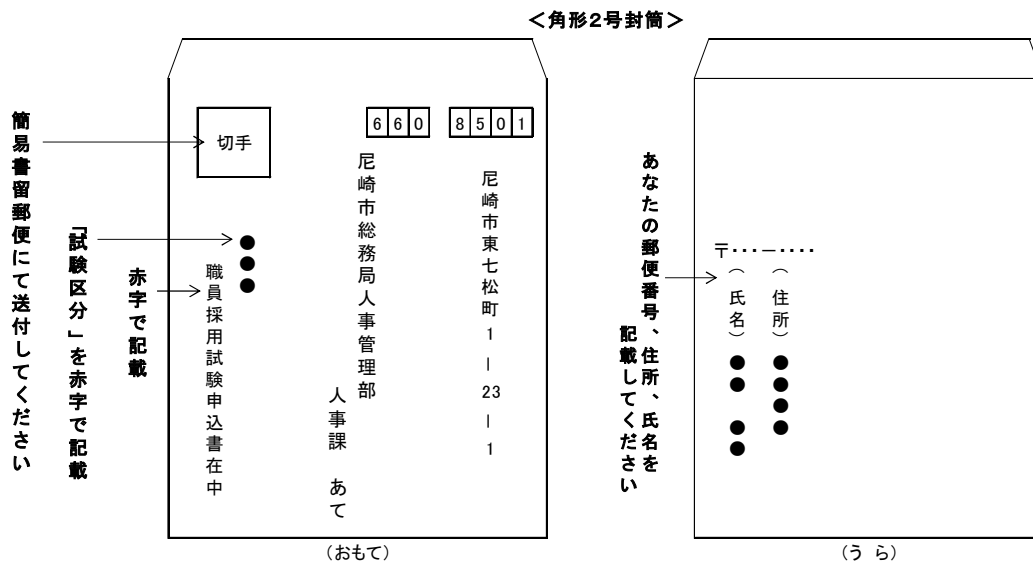 ＜角形2号封筒＞
簡易書留郵便にて送付してください
「試験区分」を赤字で記載
赤字で記載
切手
660 8501
尼崎市東七松町1－23－1
尼崎市総務局人事管理部
人事課 あて
●●●
職員採用試験申込書在中
(おもて)
あなたの郵便番号、住所、氏名を
記載してください
〒・・・－・・・・
（住所）●●●●
（氏名）●● ●●
(うら)